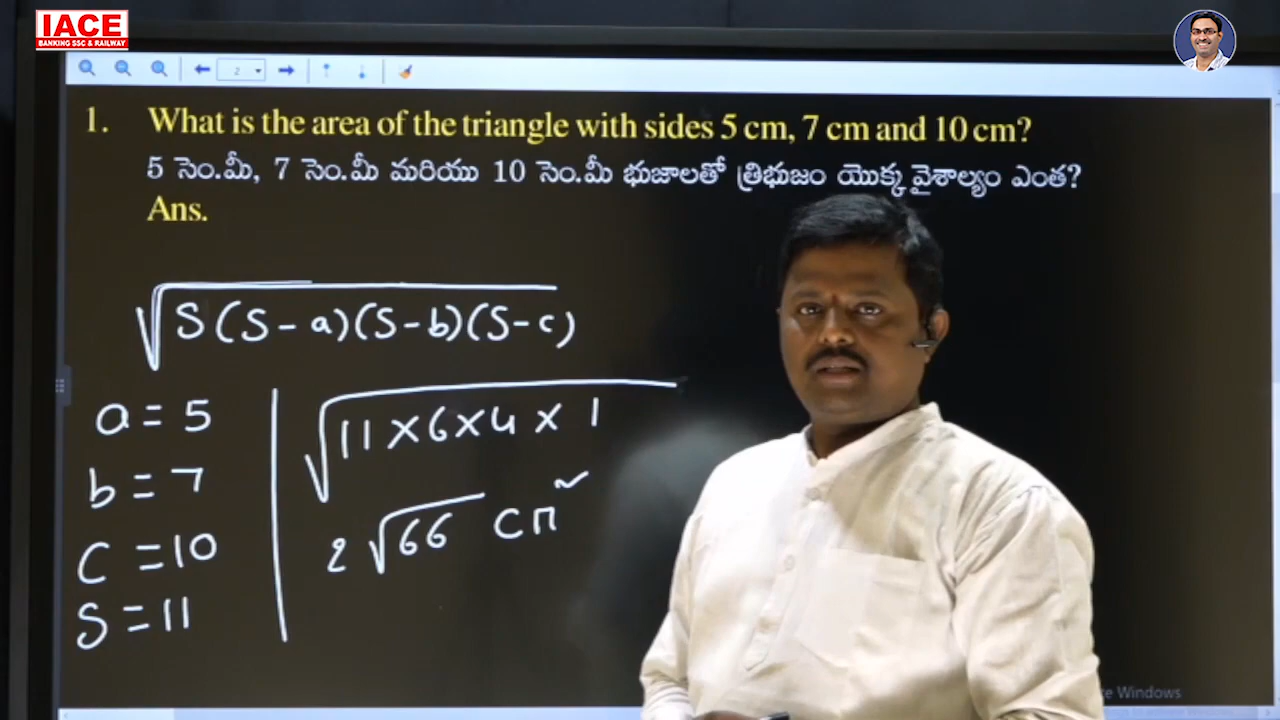 IACE
BANKING SSC & RAILWAY
2
1. What is the area of the triangle with sides 5 cm, 7 cm and 10 cm?
5 సెం.మీ, 7 సెం.మీ మరియు 10 సెం.మీ భుజాలతో త్రిభుజం యొక్క వైశాల్యం ఎంత?
Ans.
√S(S-a)(S-b)(S-c)
a = 5
b = 7
C = 10
S = 11
√11×6×4×1
2√66 cm²
Windows